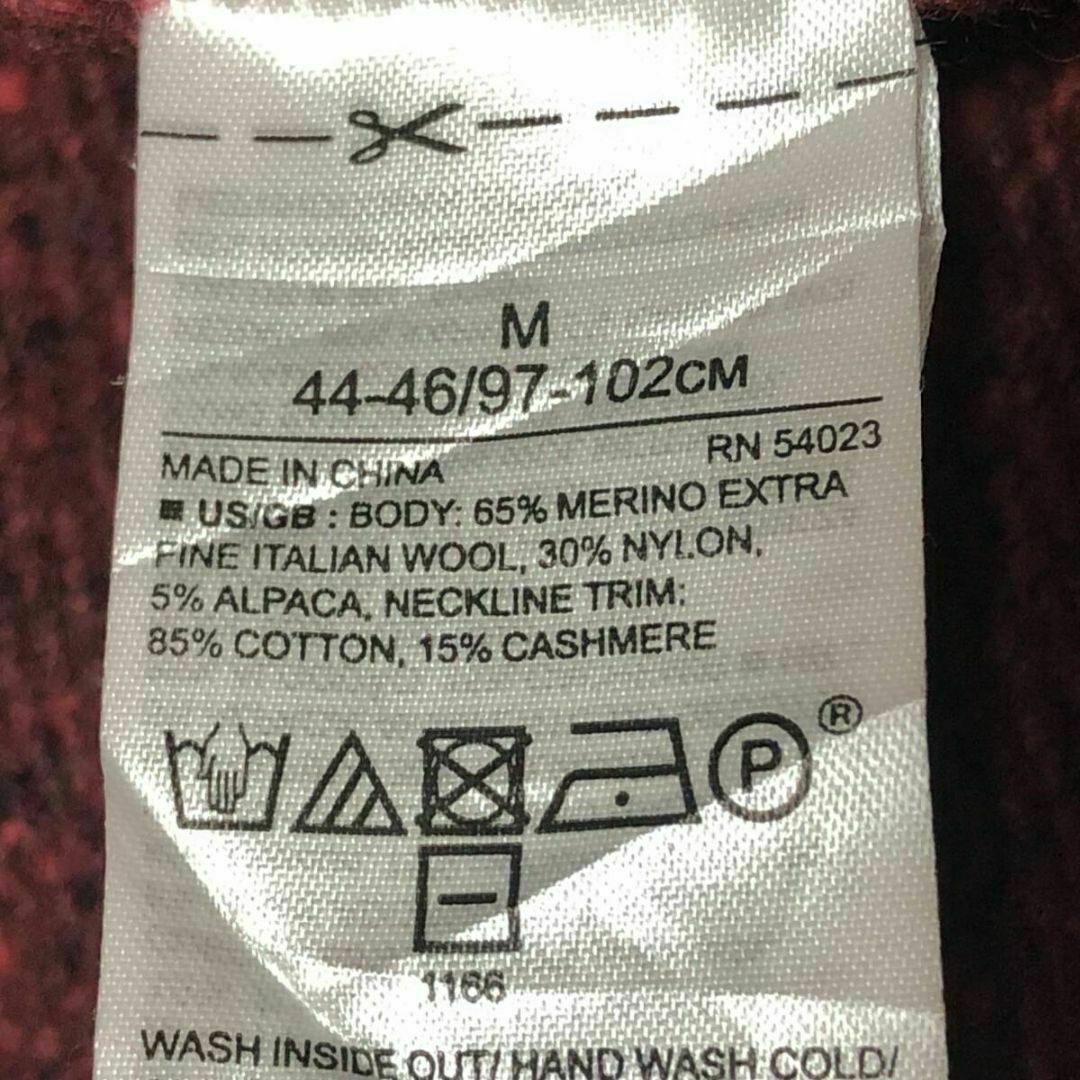 M
44-46/97-102CM
RN 54023
MADE IN CHINA
US/GB : BODY: 65% MERINO EXTRA
FINE ITALIAN WOOL, 30% NYLON,
5% ALPACA, NECKLINE TRIM:
85% COTTON, 15% CASHMERE
P ®
1166
WASH INSIDE OUT/ HAND WASH COLD/